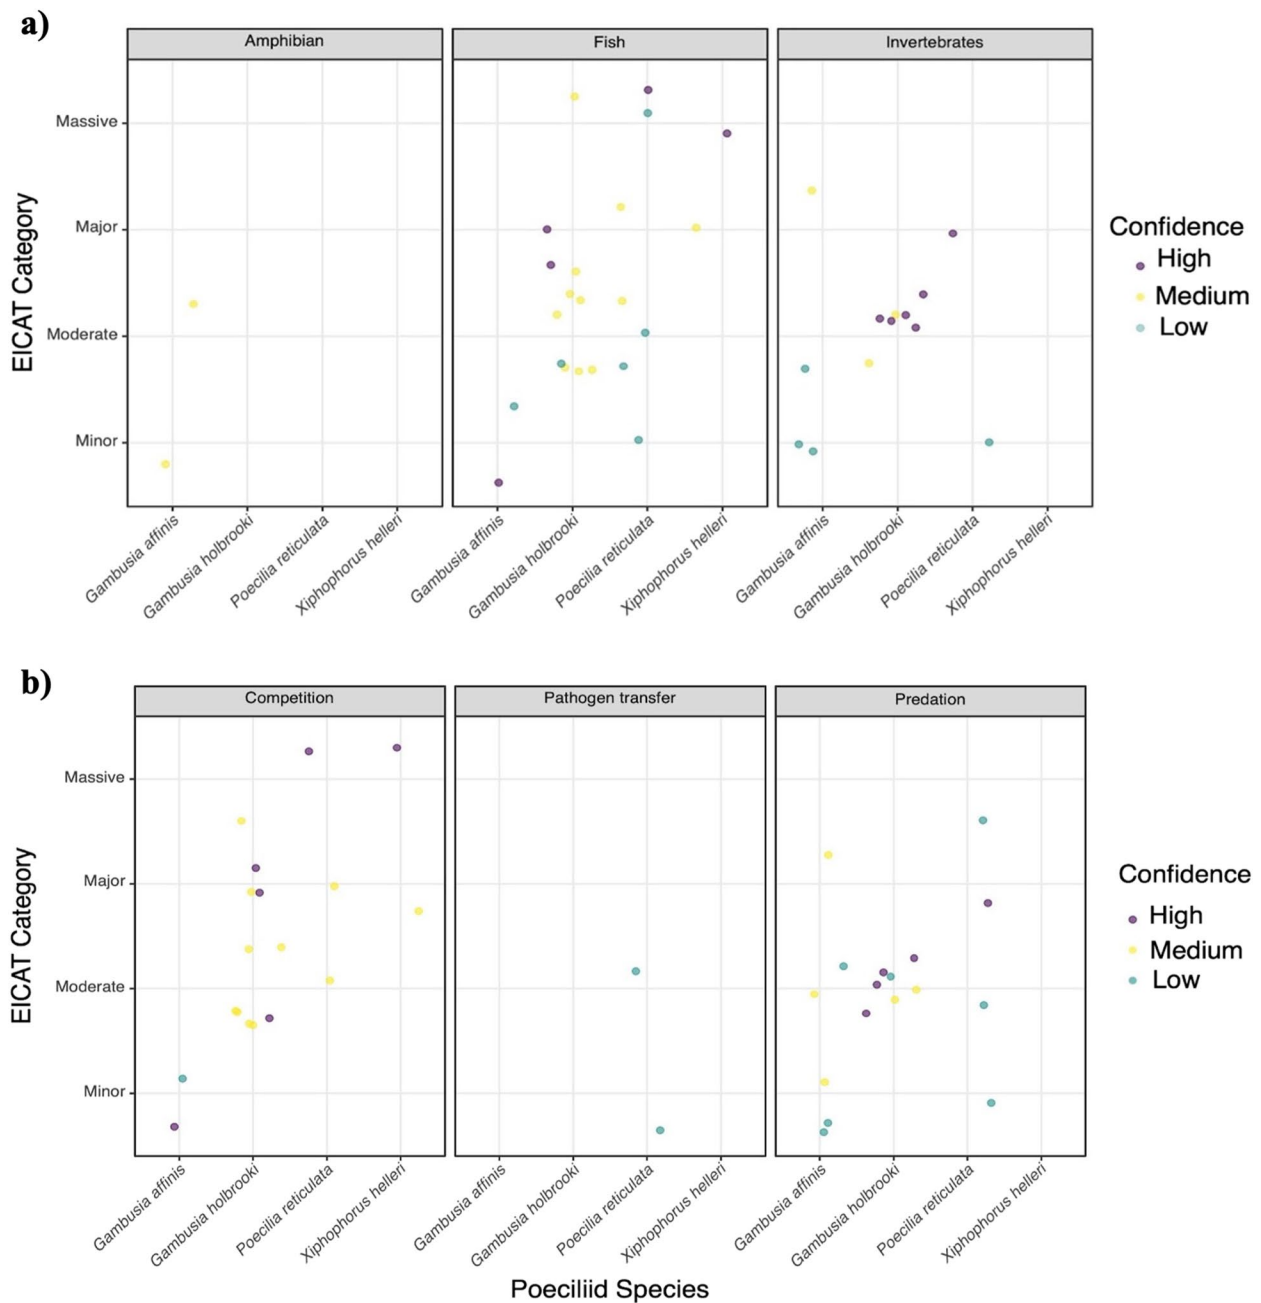 a)
Amphibian
Fish
Invertebrates
Massive
Major
Moderate
Minor
EICAT Category
Confidence
High
Medium
Low
Gambusia affinis
Gambusia holbrooki
Poecilia reticulata
Xiphophorus helleri
Gambusia affinis
Gambusia holbrooki
Poecilia reticulata
Xiphophorus helleri
Gambusia affinis
Gambusia holbrooki
Poecilia reticulata
Xiphophorus helleri
b)
Competition
Pathogen transfer
Predation
Massive
Major
Moderate
Minor
EICAT Category
Confidence
High
Medium
Low
Gambusia affinis
Gambusia holbrooki
Poecilia reticulata
Xiphophorus helleri
Gambusia affinis
Gambusia holbrooki
Poecilia reticulata
Xiphophorus helleri
Gambusia affinis
Gambusia holbrooki
Poecilia reticulata
Xiphophorus helleri
Poeciliid Species